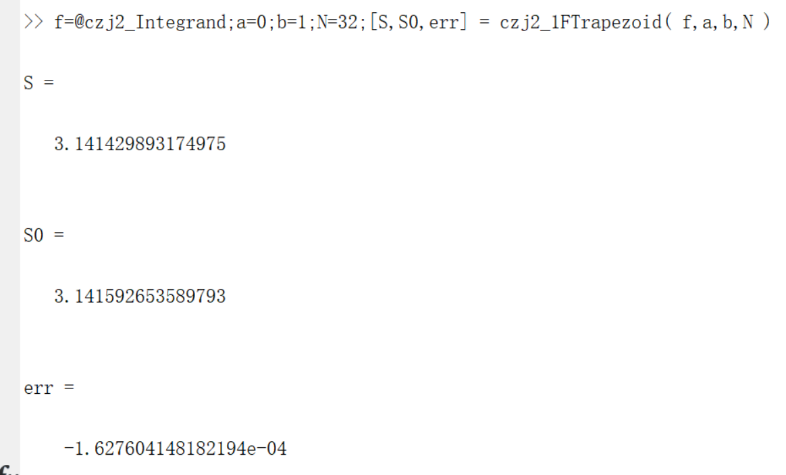 >> f=@czj2_Integrand;a=0;b=1;N=32;[S,S0,err] = czj2_1FTrapezoid( f,a,b,N )
S =
3.141429893174975
S0 =
3.141592653589793
err =
-1.627604148182194e-04